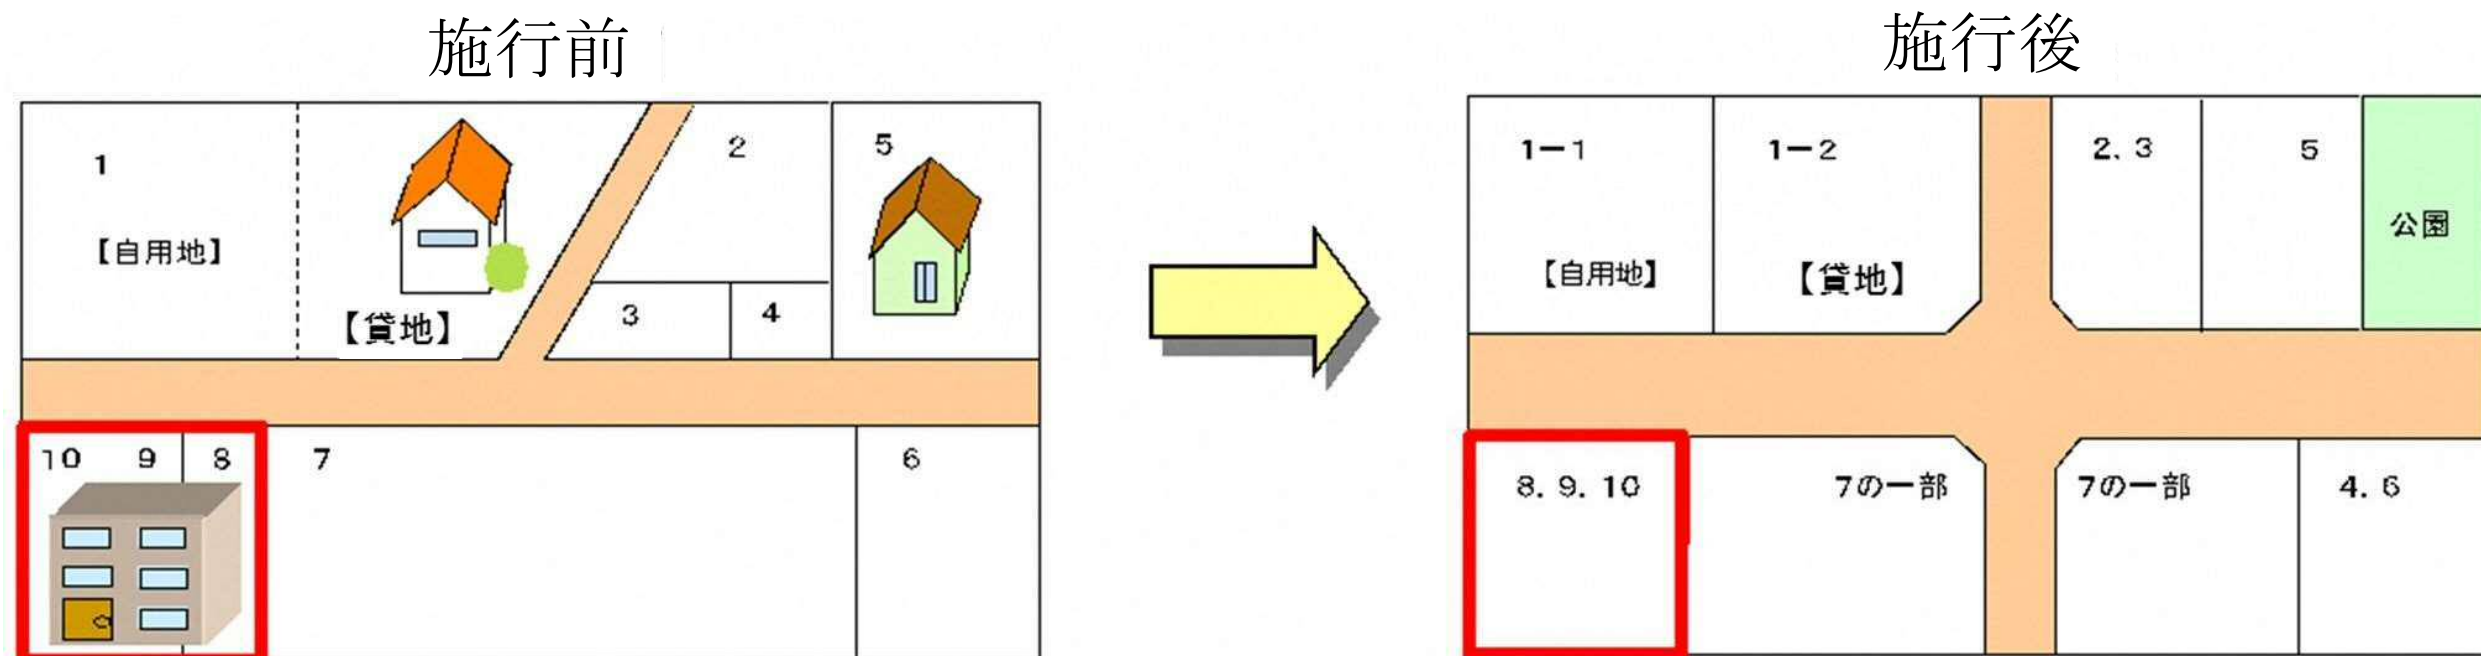 施行前
施行後
1
【自用地】
【貸地】
2
3
4
5
10
9
8
7
6
1-1
【自用地】
1-2
【貸地】
2、3
5
公園
8. 9. 10
7の一部
7の一部
4. 6